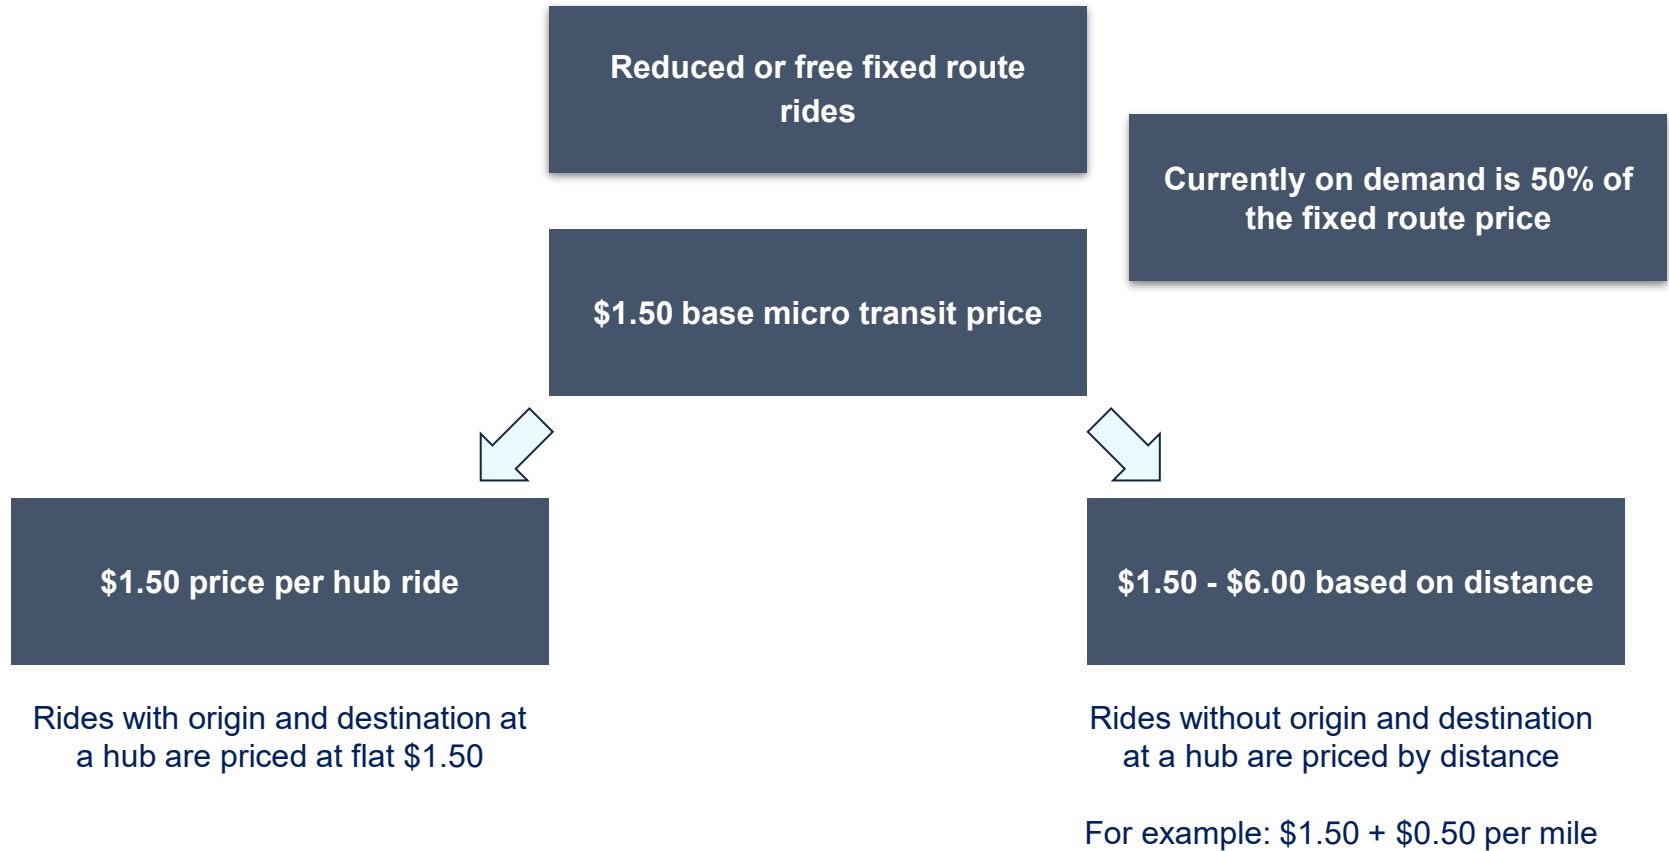 Reduced or free fixed route
rides
Currently on demand is 50% of
the fixed route price
$1.50 base micro transit price
$1.50 price per hub ride
$1.50 - $6.00 based on distance
Rides with origin and destination at
a hub are priced at flat $1.50
Rides without origin and destination
at a hub are priced by distance
For example: $1.50 + $0.50 per mile